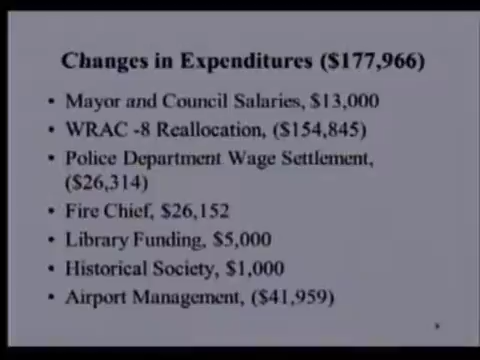 Changes in Expenditures ($177,966)
• Mayor and Council Salaries, $13,000
• WRAC -8 Reallocation, ($154,845)
• Police Department Wage Settlement,
($26,314)
• Fire Chief, $26,152
• Library Funding, $5,000
• Historical Society, $1,000
• Airport Management, ($41,959)